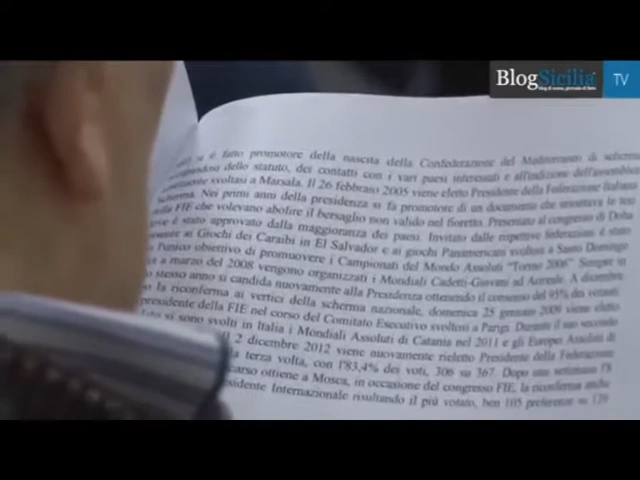 BlogSicilia TV
si è fatto promotore della nascita della Confederazione del Mediterraneo di scherma
dello statuto, dei contatti con i vari paesi interessati e all'indizione dell'assemblea
svoltasi a Marsala. Il 26 febbraio 2005 viene eletto Presidente della Federazione Italiana
Scherma. Nei primi anni della presidenza si fa promotore di un documento che smontava le tesi
della FIE che volevano abolire il bersaglio non valido nel fioretto. Presentato al congresso di Doha
è stato approvato dalla maggioranza dei paesi. Invitato dalle rispettive federazioni è stato
ai Giochi dei Caraibi in El Salvador e ai giochi Panamericani svoltosi a Santo Domingo
l'unico obiettivo di promuovere i Campionati del Mondo Assoluti "Torino 2006" Sempre in
a marzo del 2008 vengono organizzati i Mondiali Cadetti-Giovani ad Acireale. A dicembre
stesso anno si candida nuovamente alla Presidenza ottenendo il consenso del 95% dei votanti
la riconferma ai vertici della scherma nazionale, domenica 25 gennaio 2009 viene eletto
presidente della FIE nel corso del Comitato Esecutivo svoltosi a Parigi. Durante il suo secondo
si sono svolti in Italia i Mondiali Assoluti di Catania nel 2011 e gli Europei Assoluti di
2 dicembre 2012 viene nuovamente rieletto Presidente della Federazione
terza volta, con l'83,4% dei voti, 306 su 367. Dopo una settimana l'8
ottiene a Mosca, in occasione del congresso FIE, la riconferma anche
Internazionale risultando il più votato, ben 105 preferenze su 120